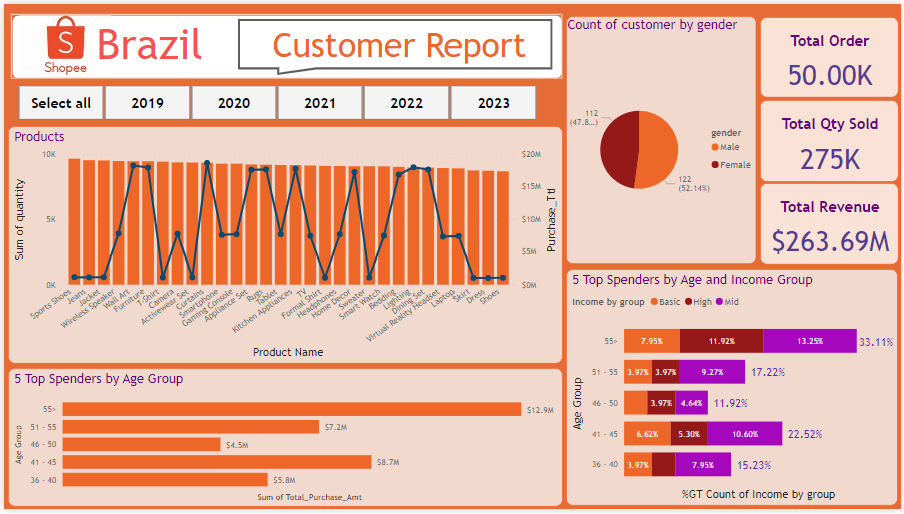 Shopee
Brazil
Customer Report
Select all
2019
2020
2021
2022
2023
Products
10K
5K
0K
Sum of quantity
$20M
$15M
$10M
$5M
$0M
Purchase_Ttl
Sports Shoes
Jeans
Jacket
Wireless Speaker
Wall Art
Furniture
T-Shirt
Camera
Activewear Set
Curtains
Smartphone
Gaming Console
Appliance Set
Rugs
Tablet
Kitchen Appliances
TV
Formal Shirt
Headphones
Home Decor
Sweater
Smart Watch
Bedding
Lighting
Dining Set
Virtual Reality Headset
Laptop
Skirt
Dress
Shoes
Product Name
5 Top Spenders by Age Group
Age Group
55> $12.9M
51 - 55 $7.2M
46 - 50 $4.5M
41 - 45 $8.7M
36 - 40 $5.8M
Sum of Total_Purchase_Amt
Count of customer by gender
112
(47.8...)
122
(52.14%)
gender
Male
Female
Total Order
50.00K
Total Qty Sold
275K
Total Revenue
$263.69M
5 Top Spenders by Age and Income Group
Income by group Basic High Mid
Age Group
55> 7.95% 11.92% 13.25% 33.11%
51 - 55 3.97% 3.97% 9.27% 17.22%
46 - 50 3.97% 4.64% 11.92%
41 - 45 6.62% 5.30% 10.60% 22.52%
36 - 40 3.97% 7.95% 15.23%
%GT Count of Income by group